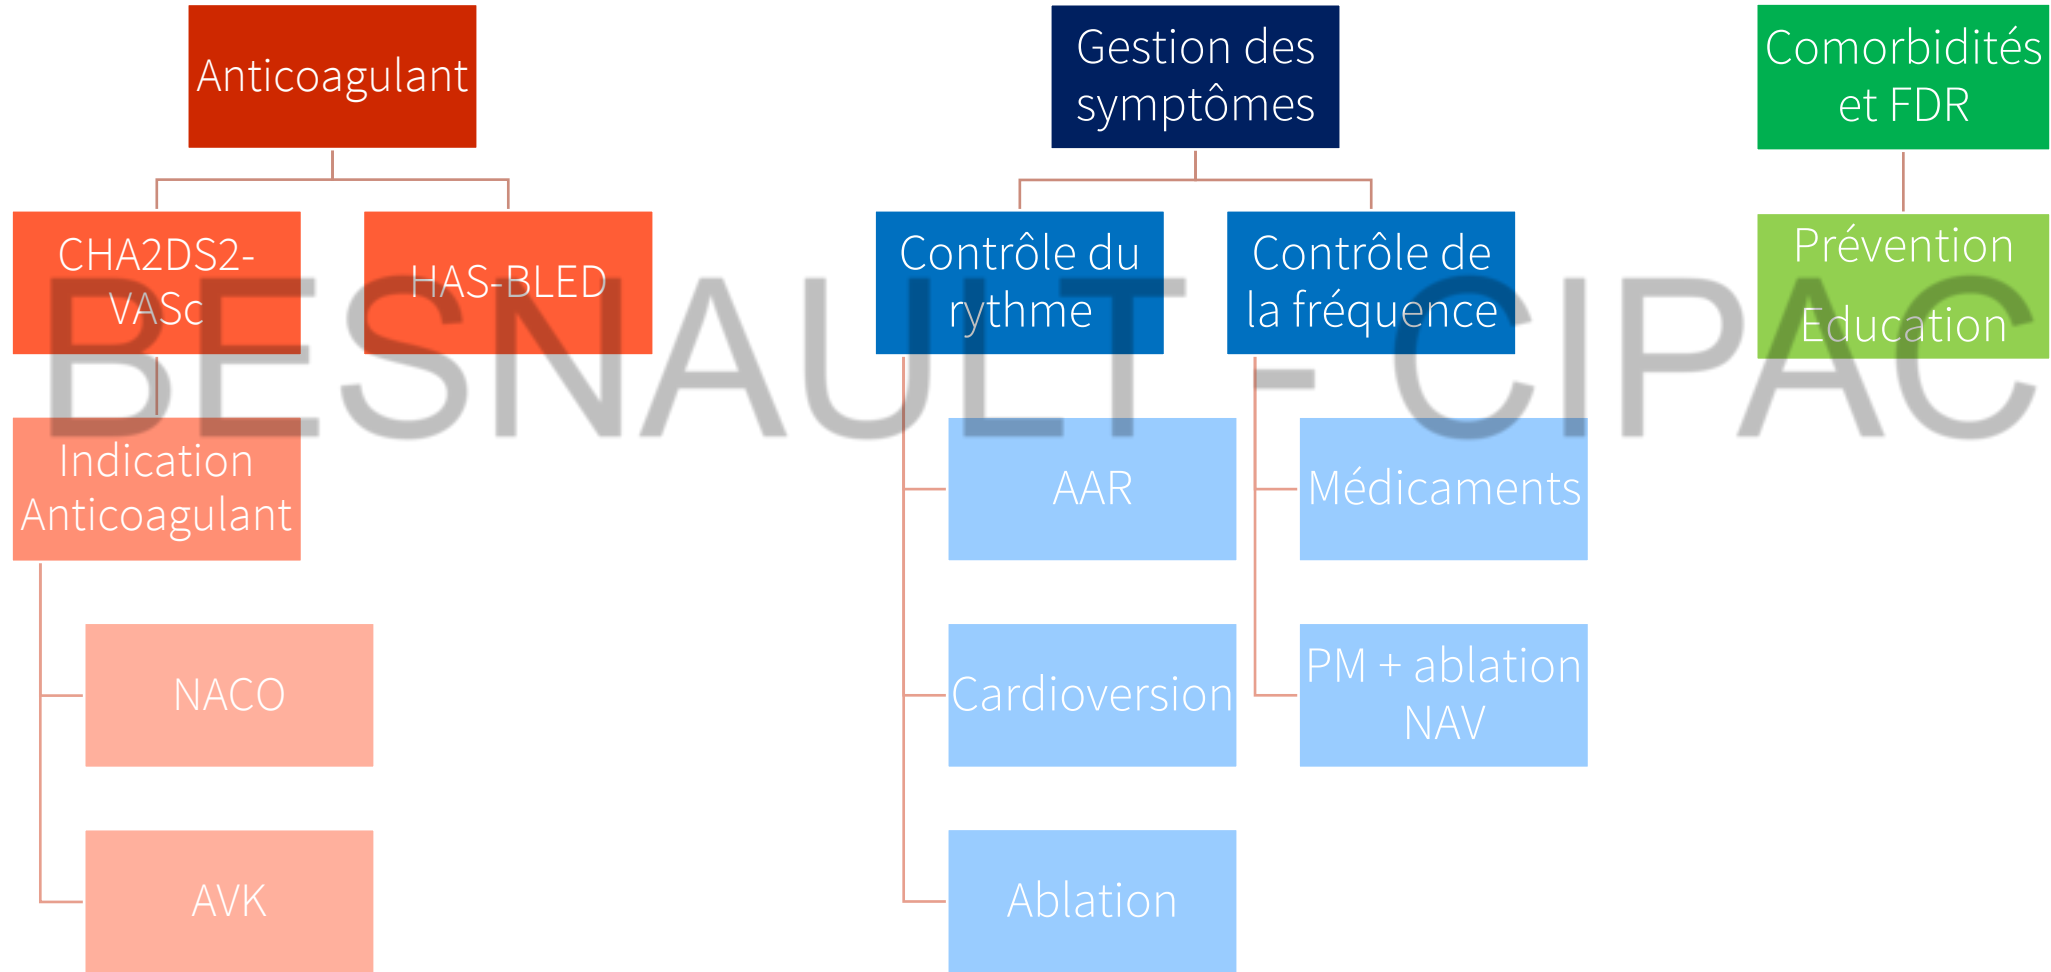 Anticoagulant
CHA2DS2-
VASc
HAS-BLED
Indication
Anticoagulant
NACO
AVK
Gestion des
symptômes
Contrôle du
rythme
AAR
Cardioversion
Ablation
Contrôle de
la fréquence
Médicaments
PM + ablation
NAV
Comorbidités
et FDR
Prévention
Education
BESNAULT - CIPAC